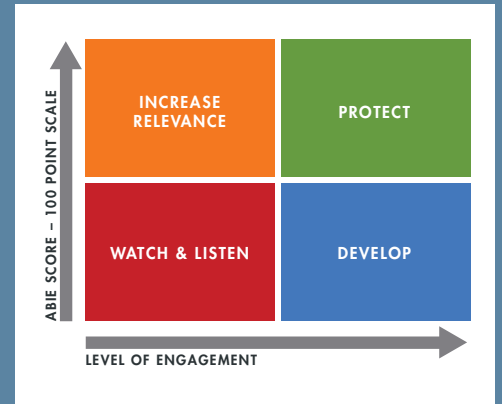 ABIE SCORE – 100 POINT SCALE
INCREASE
RELEVANCE
PROTECT
WATCH & LISTEN
DEVELOP
LEVEL OF ENGAGEMENT